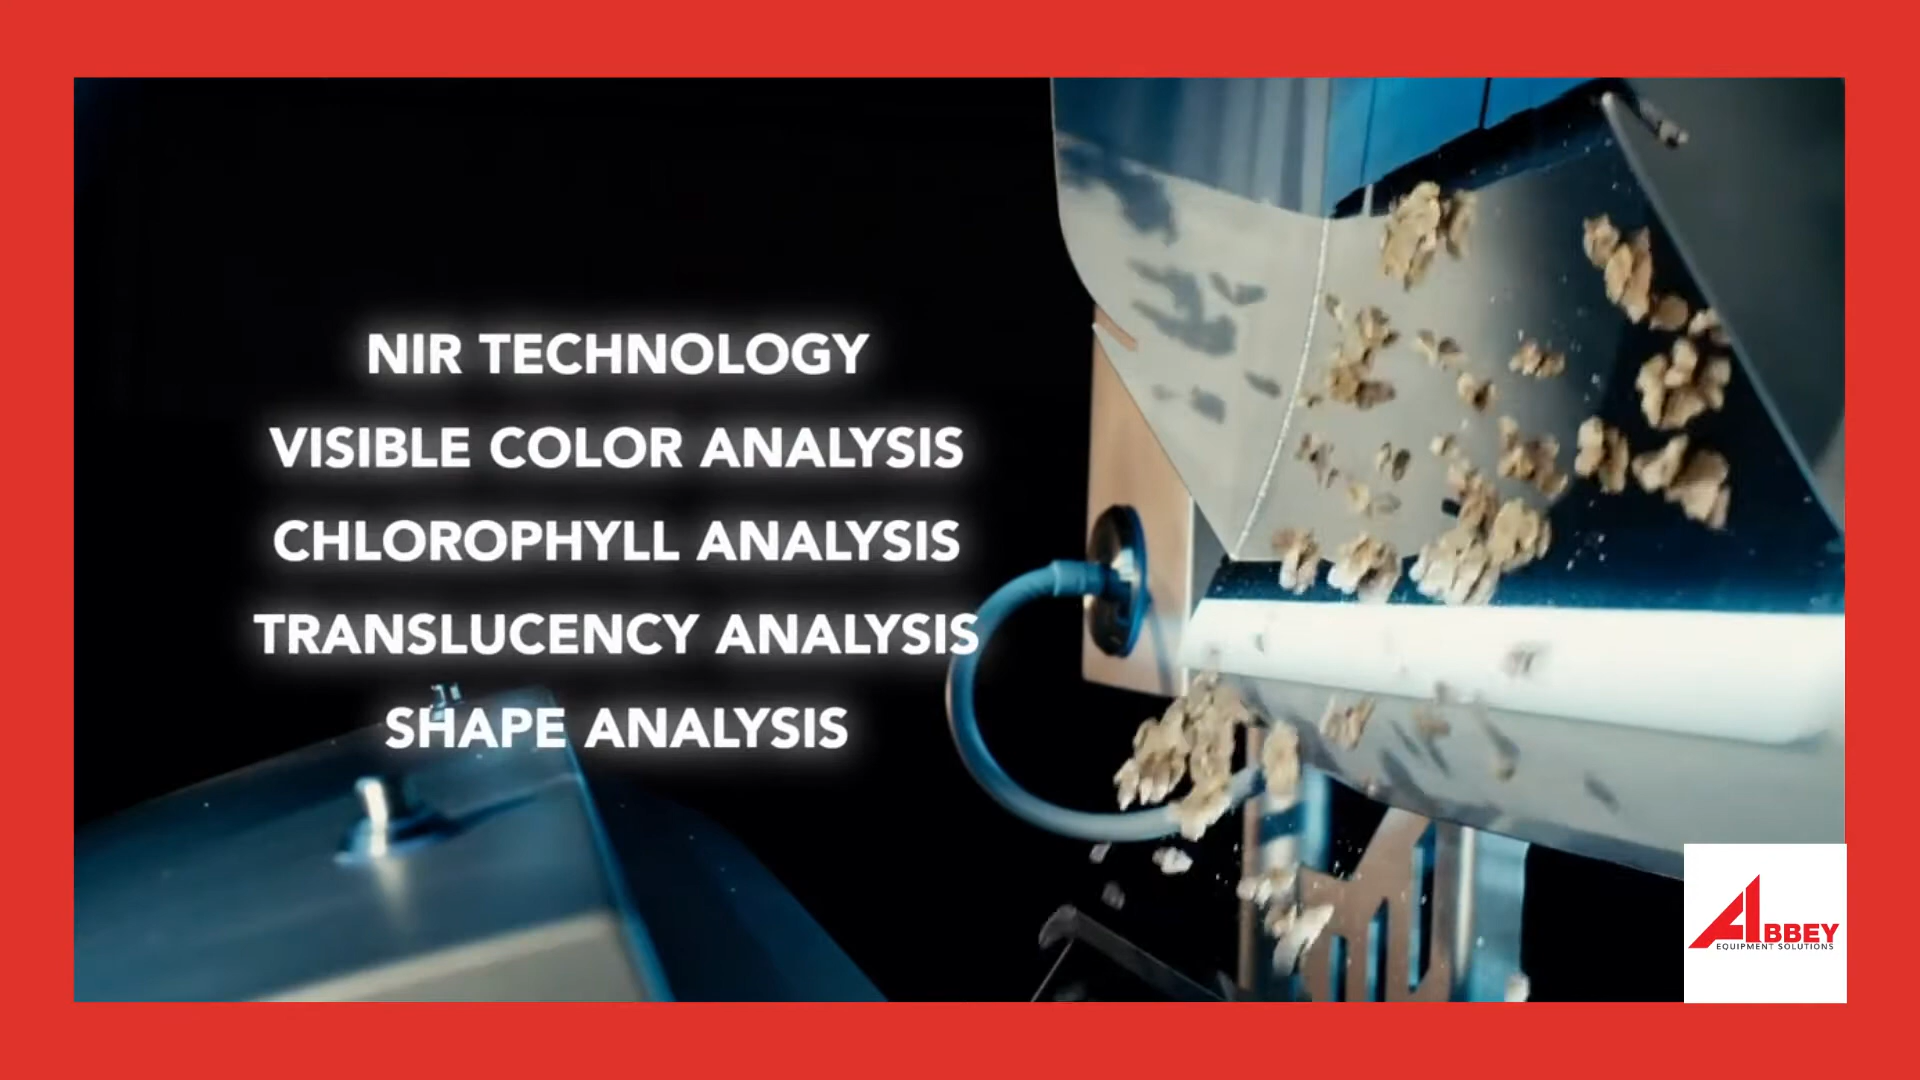 NIR TECHNOLOGY
VISIBLE COLOR ANALYSIS
CHLOROPHYLL ANALYSIS
TRANSLUCENCY ANALYSIS
SHAPE ANALYSIS
ABBEY
EQUIPMENT SOLUTIONS